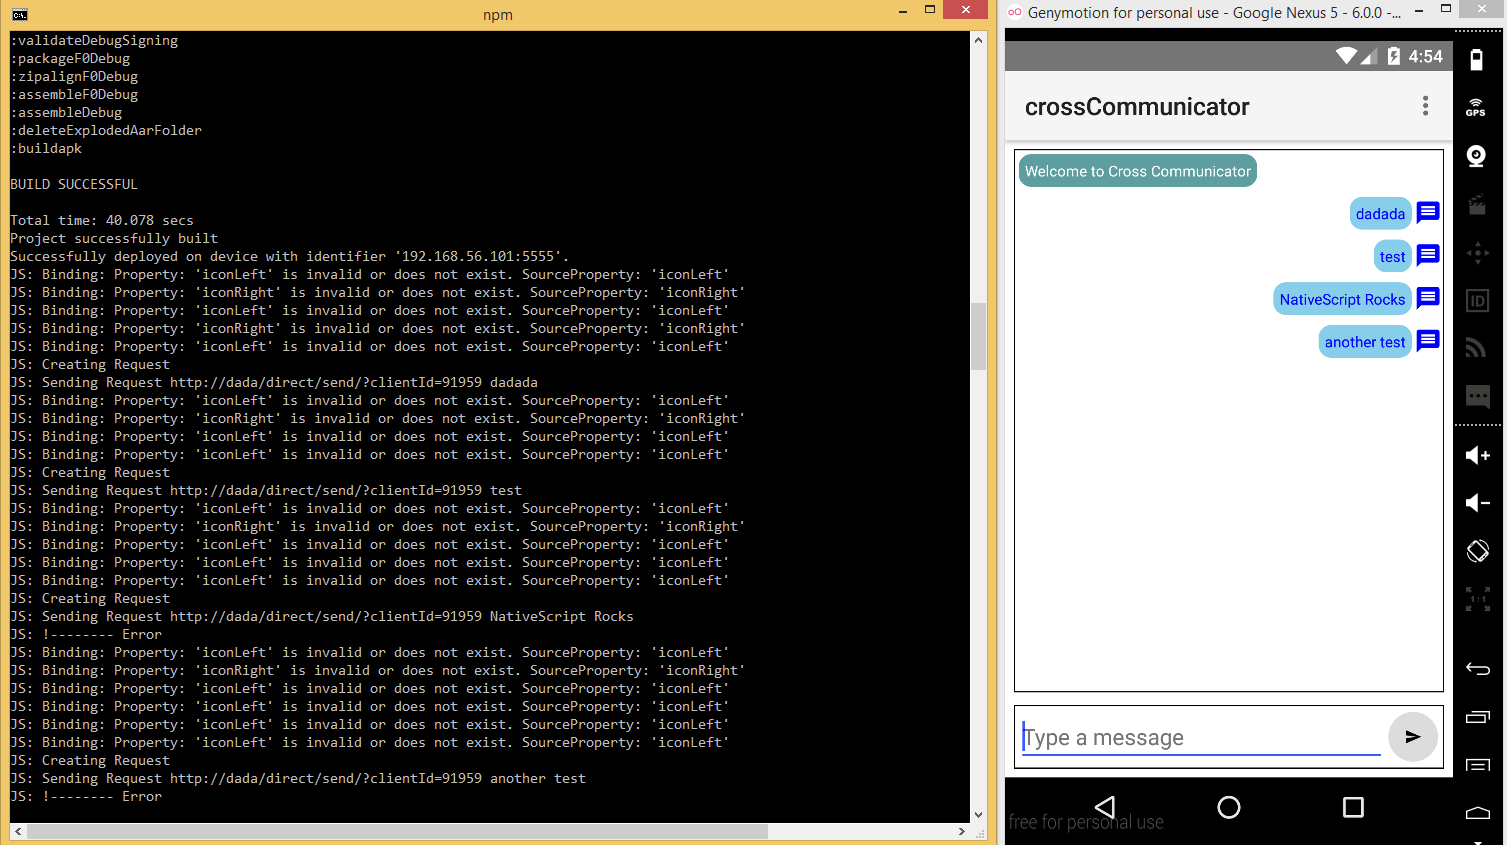 npm
:validateDebugSigning
:packageF0Debug
:zipalignF0Debug
:assembleF0Debug
:assembleDebug
:deleteExplodedAarFolder
:buildapk
BUILD SUCCESSFUL
Total time: 40.078 secs
Project successfully built
Successfully deployed on device with identifier '192.168.56.101:5555'.
JS: Binding: Property: 'iconLeft' is invalid or does not exist. SourceProperty: 'iconLeft'
JS: Binding: Property: 'iconRight' is invalid or does not exist. SourceProperty: 'iconRight'
JS: Binding: Property: 'iconLeft' is invalid or does not exist. SourceProperty: 'iconLeft'
JS: Binding: Property: 'iconRight' is invalid or does not exist. SourceProperty: 'iconRight'
JS: Binding: Property: 'iconLeft' is invalid or does not exist. SourceProperty: 'iconLeft'
JS: Creating Request
JS: Sending Request http://dada/direct/send/?clientId=91959 dadada
JS: Binding: Property: 'iconLeft' is invalid or does not exist. SourceProperty: 'iconLeft'
JS: Binding: Property: 'iconRight' is invalid or does not exist. SourceProperty: 'iconRight'
JS: Binding: Property: 'iconLeft' is invalid or does not exist. SourceProperty: 'iconLeft'
JS: Binding: Property: 'iconLeft' is invalid or does not exist. SourceProperty: 'iconLeft'
JS: Creating Request
JS: Sending Request http://dada/direct/send/?clientId=91959 test
JS: Binding: Property: 'iconLeft' is invalid or does not exist. SourceProperty: 'iconLeft'
JS: Binding: Property: 'iconRight' is invalid or does not exist. SourceProperty: 'iconRight'
JS: Binding: Property: 'iconLeft' is invalid or does not exist. SourceProperty: 'iconLeft'
JS: Binding: Property: 'iconLeft' is invalid or does not exist. SourceProperty: 'iconLeft'
JS: Binding: Property: 'iconLeft' is invalid or does not exist. SourceProperty: 'iconLeft'
JS: Creating Request
JS: Sending Request http://dada/direct/send/?clientId=91959 NativeScript Rocks
JS: !-------- Error
JS: Binding: Property: 'iconLeft' is invalid or does not exist. SourceProperty: 'iconLeft'
JS: Binding: Property: 'iconRight' is invalid or does not exist. SourceProperty: 'iconRight'
JS: Binding: Property: 'iconLeft' is invalid or does not exist. SourceProperty: 'iconLeft'
JS: Binding: Property: 'iconLeft' is invalid or does not exist. SourceProperty: 'iconLeft'
JS: Binding: Property: 'iconLeft' is invalid or does not exist. SourceProperty: 'iconLeft'
JS: Binding: Property: 'iconLeft' is invalid or does not exist. SourceProperty: 'iconLeft'
JS: Creating Request
JS: Sending Request http://dada/direct/send/?clientId=91959 another test
JS: !-------- Error
Genymotion for personal use - Google Nexus 5 - 6.0.0 -...
4:54
crossCommunicator
Welcome to Cross Communicator
dadada
test
NativeScript Rocks
another test
Type a message
free for personal use
GPS
ID
1:1